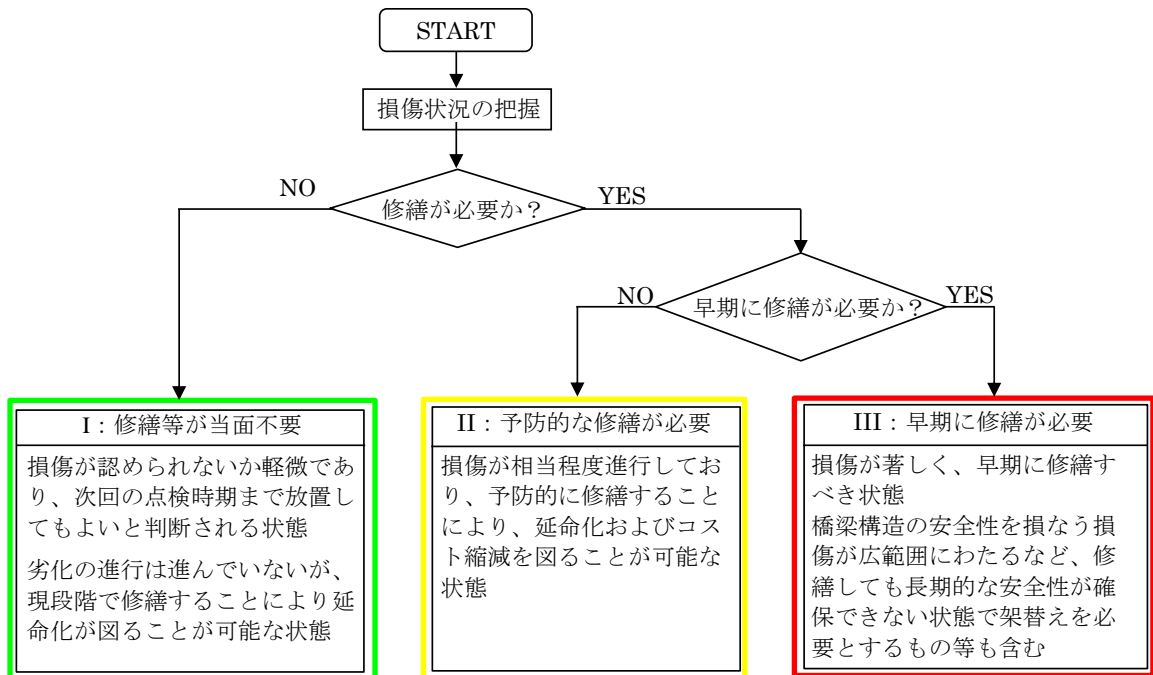 START
損傷状況の把握
NO
YES
修繕が必要か？
NO
YES
早期に修繕が必要か？
I：修繕等が当面不要
損傷が認められないか軽微であ
り、次回の点検時期まで放置し
てもよいと判断される状態
劣化の進行は進んでいないが、
現段階で修繕することにより延
命化が図ることが可能な状態
II：予防的な修繕が必要
損傷が相当程度進行してお
り、予防的に修繕すること
により、延命化およびコス
ト縮減を図ることが可能な
状態
III：早期に修繕が必要
損傷が著しく、早期に修繕す
べき状態
橋梁構造の安全性を損なう損
傷が広範囲にわたるなど、修
繕しても長期的な安全性が確
保できない状態で架替えを必
要とするもの等も含む